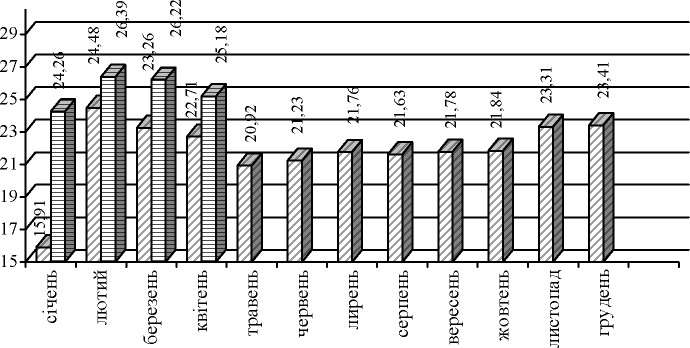 29
27
25
23
21
19
17
15
15,91
24,26
24,48
26,39
23,26
26,22
22,71
25,18
20,92
21,23
21,76
21,63
21,78
21,84
23,31
23,41
січень
лютий
березень
квітень
травень
червень
лирень
серпень
вересень
жовтень
листопад
грудень